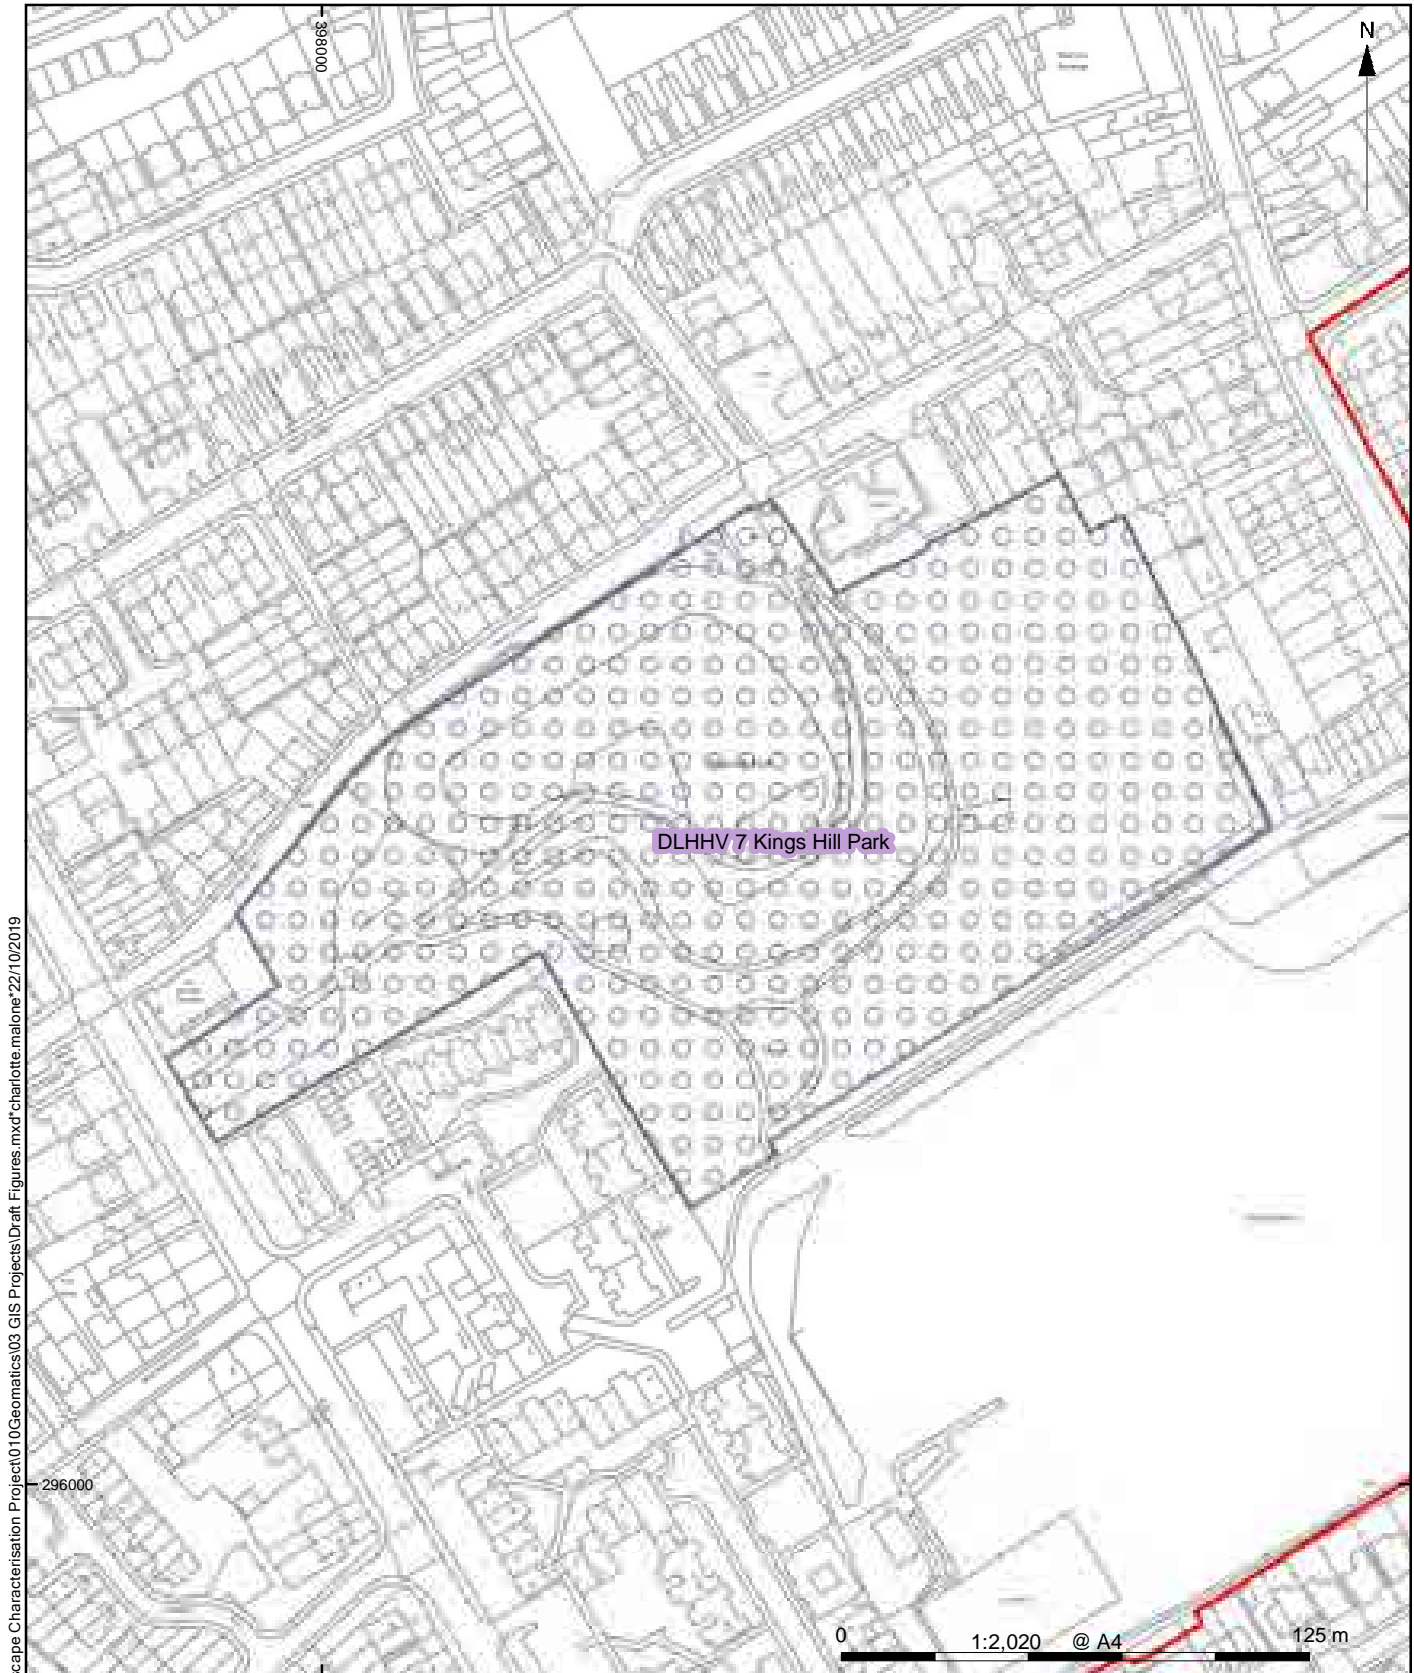 398000
N
DLHHV 7 Kings Hill Park
296000
0 1:2,020 @ A4 125 m
cape Characterisation Project\010Geomatics\03 GIS Projects\Draft Figures.mxd*charlotte.malone*22/10/2019